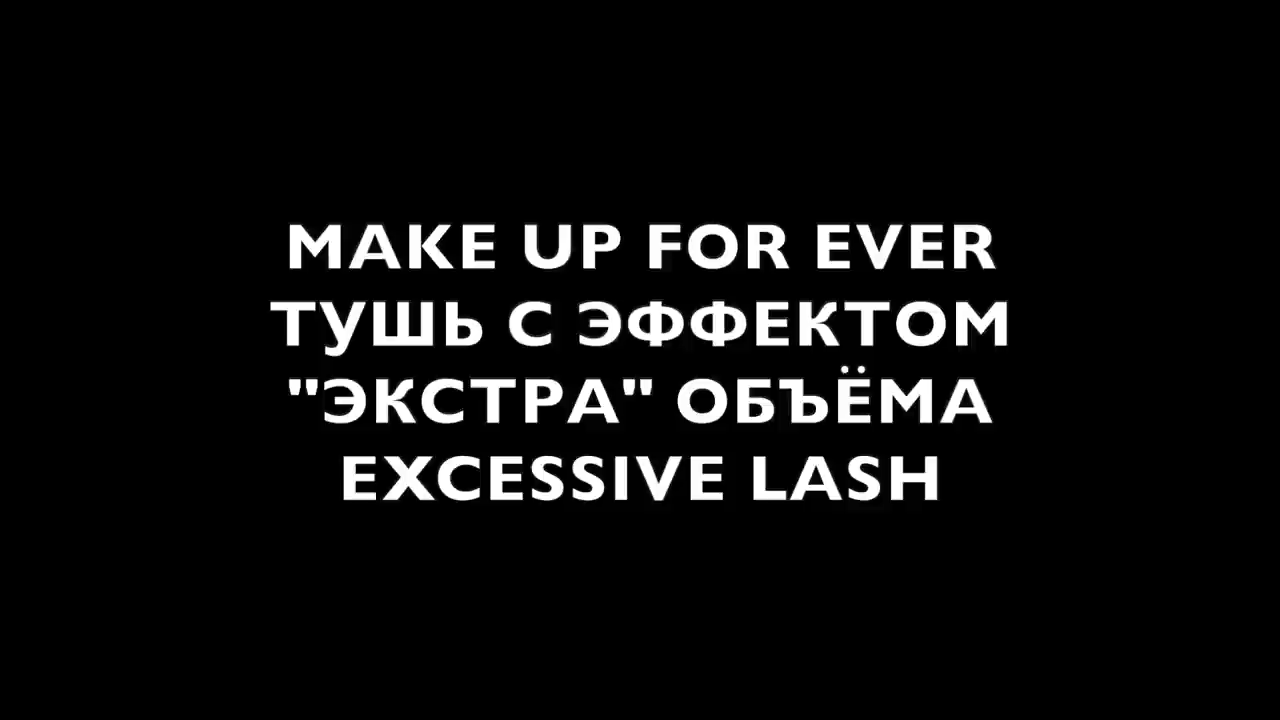 MAKE UP FOR EVER
ТУШЬ С ЭФФЕКТОМ
"ЭКСТРА" ОБЪЁМА
EXCESSIVE LASH